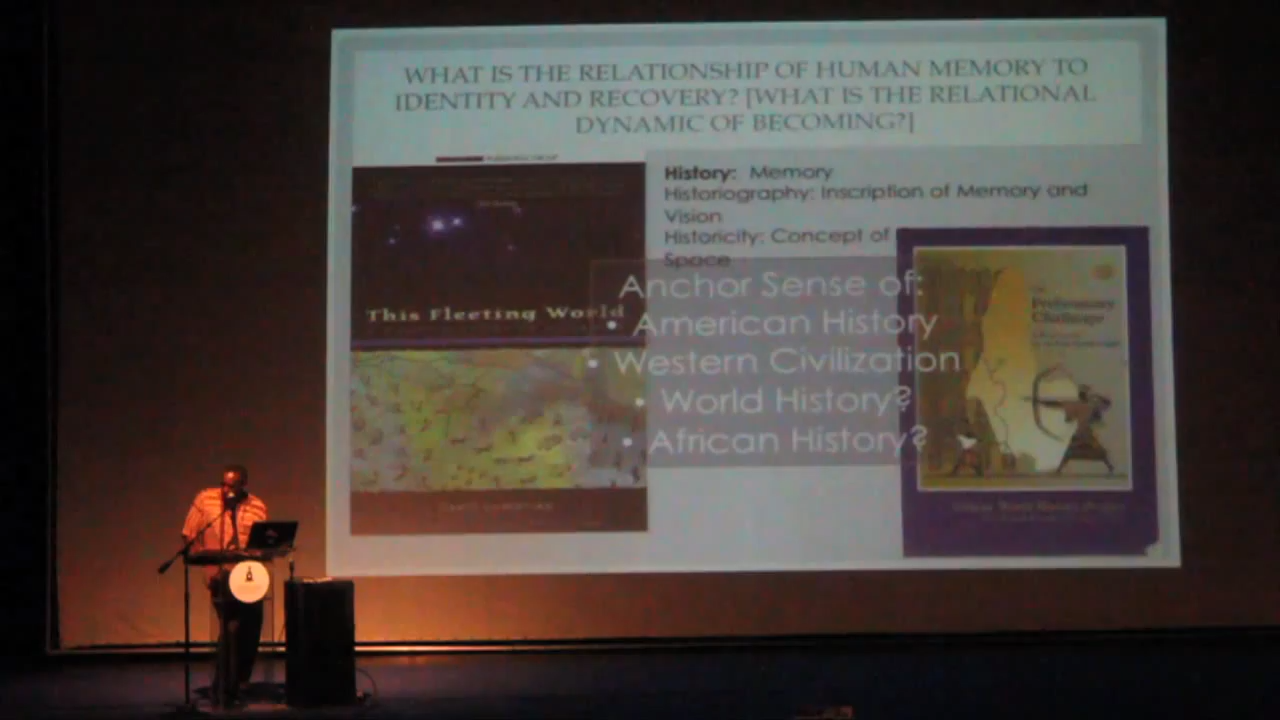 WHAT IS THE RELATIONSHIP OF HUMAN MEMORY TO
IDENTITY AND RECOVERY? [WHAT IS THE RELATIONAL
DYNAMIC OF BECOMING?]
History: Memory
Historiography: Inscription of Memory and
Vision
Historicity: Concept of
Space
Anchor Sense of:
• American History
• Western Civilization
• World History?
• African History?
This Fleeting World
Preliminary
Challenge